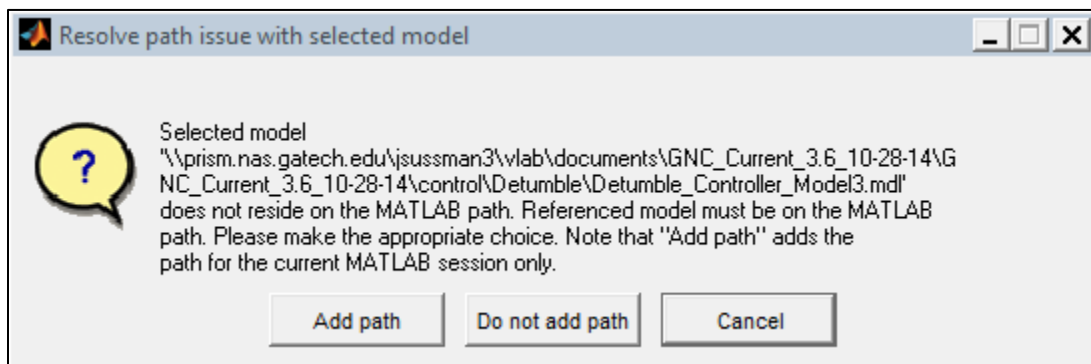 Resolve path issue with selected model
?
Selected model
'\\prism.nas.gatech.edu\jsussman3\vlab\documents\GNC_Current_3.6_10-28-14\G
NC_Current_3.6_10-28-14\control\Detumble\Detumble_Controller_Model3.mdl'
does not reside on the MATLAB path. Referenced model must be on the MATLAB
path. Please make the appropriate choice. Note that "Add path" adds the
path for the current MATLAB session only.
Add path Do not add path Cancel